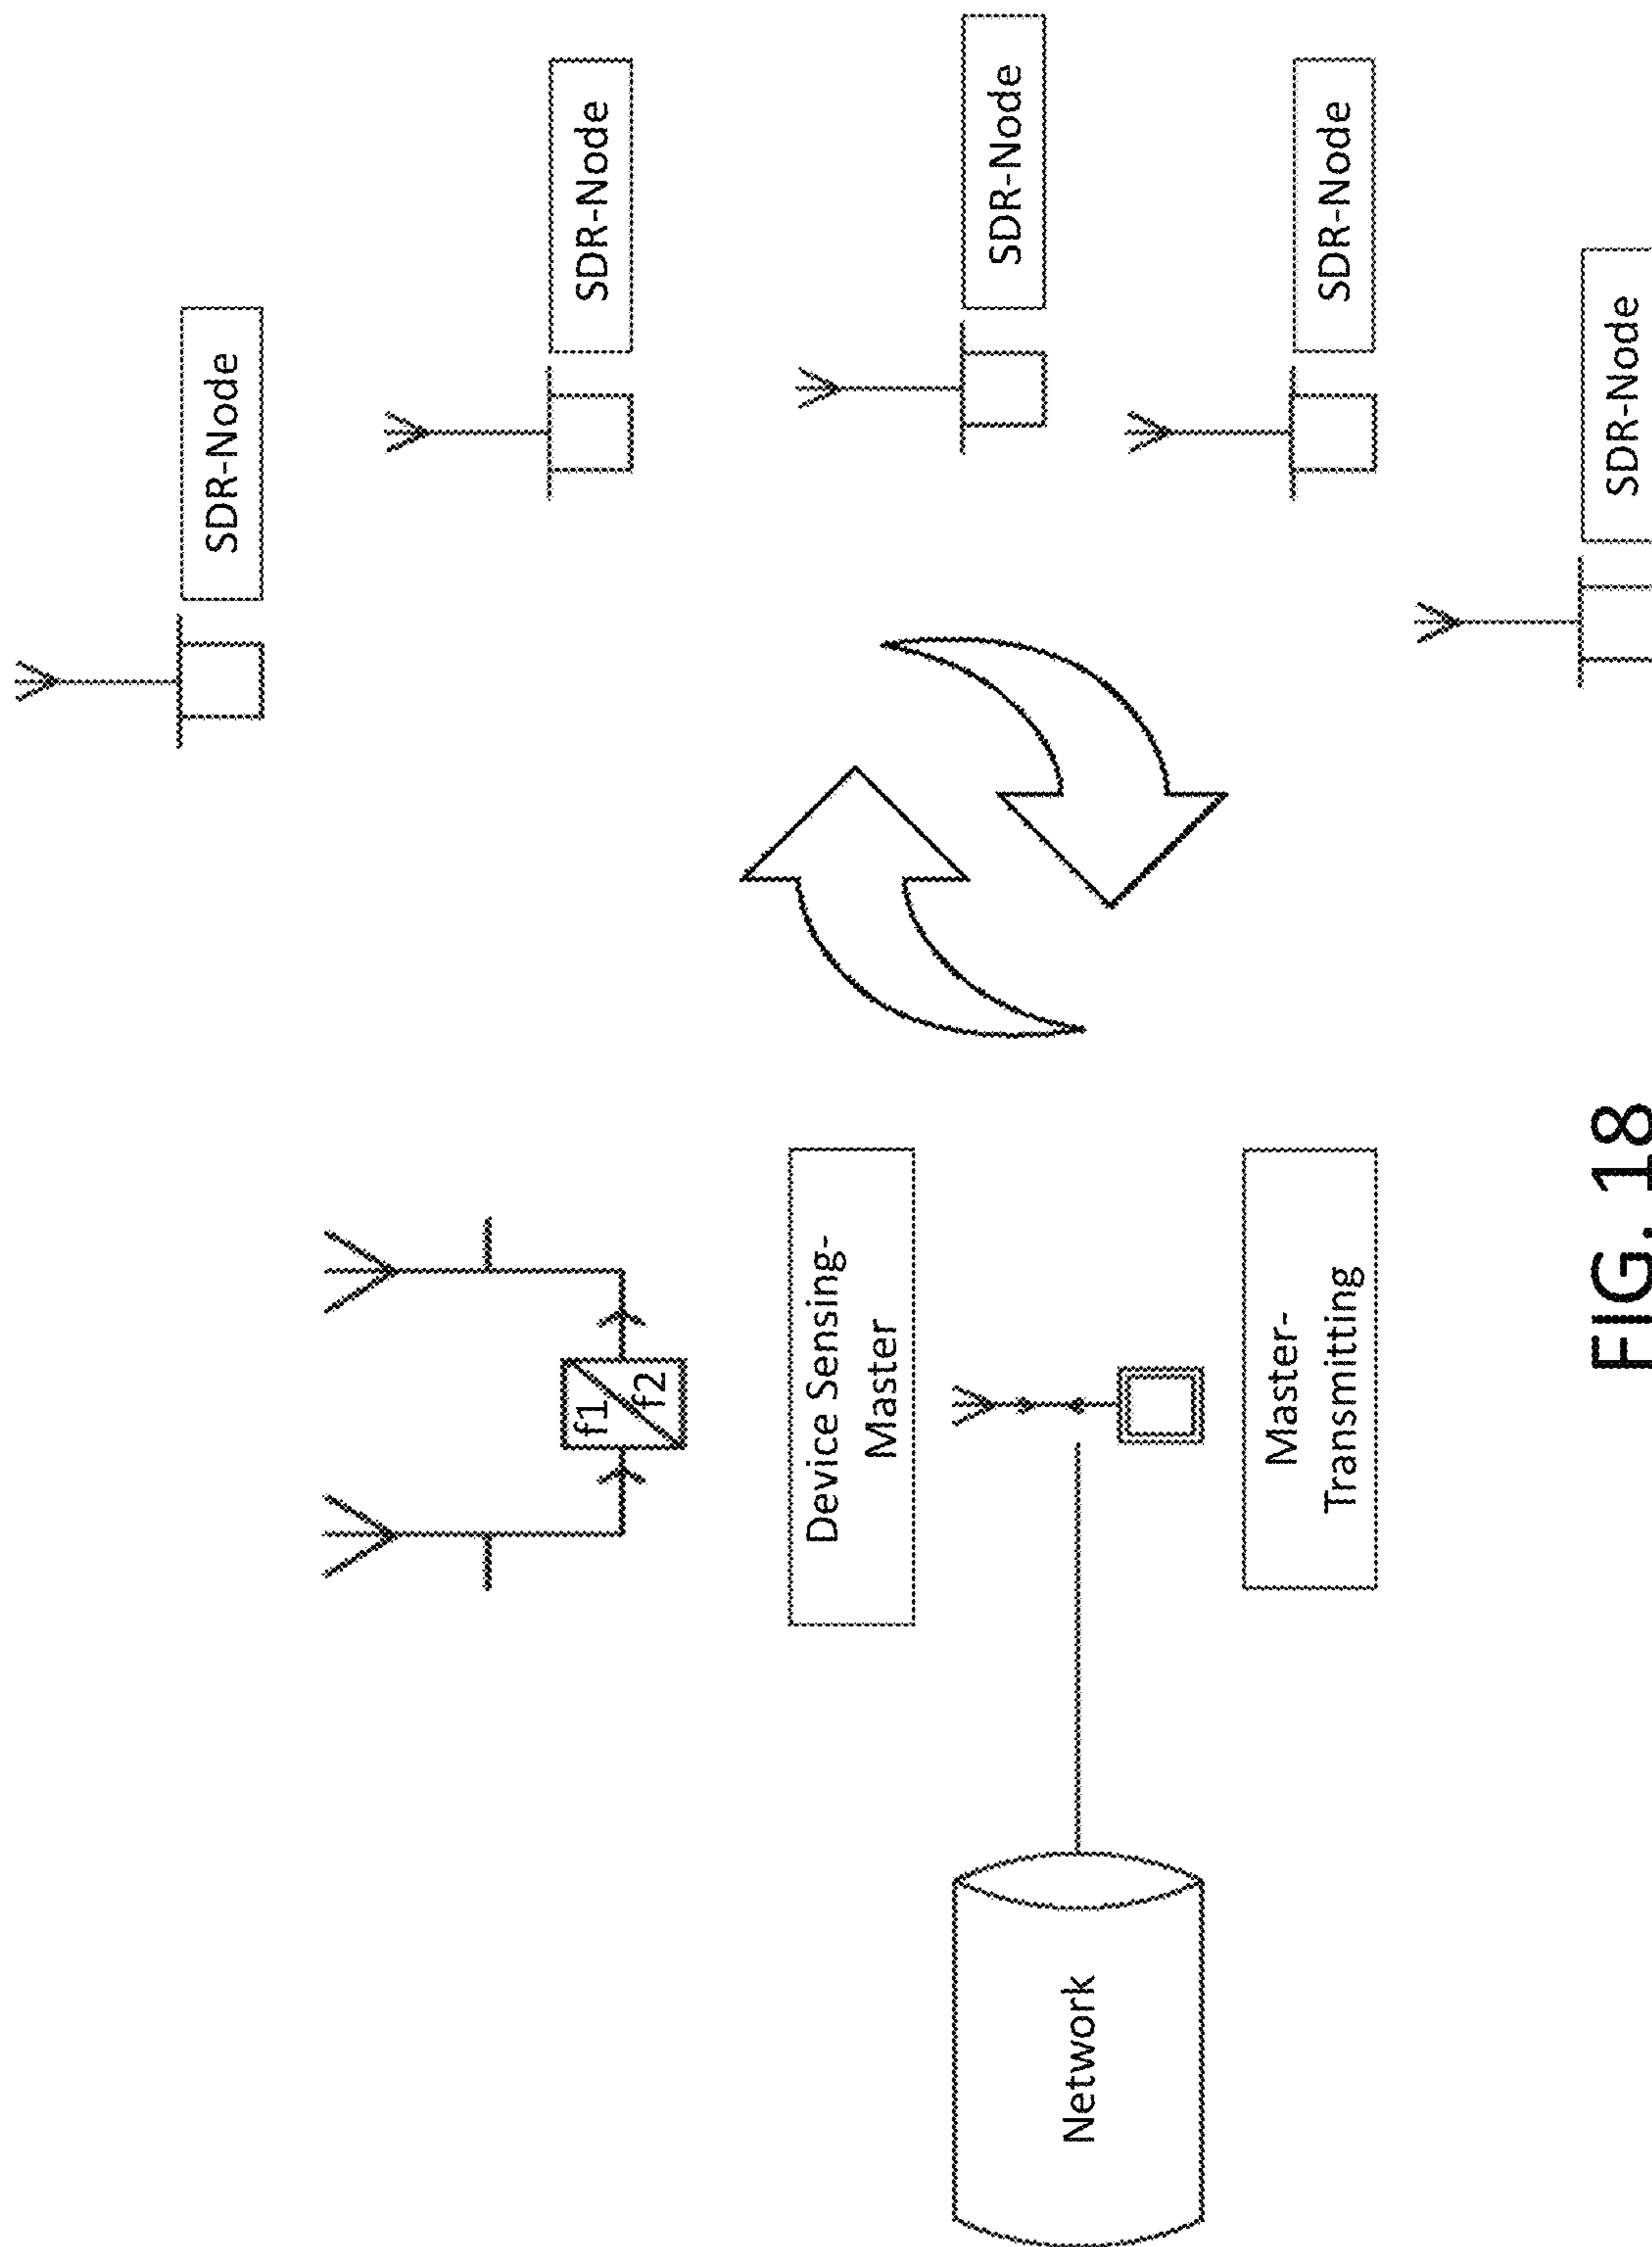 SDR-Node
f1
f2
SDR-Node
Device Sensing-
Master
SDR-Node
Network
Master-
Transmiting
SDR-Node
SDR-Node
FIG. 18